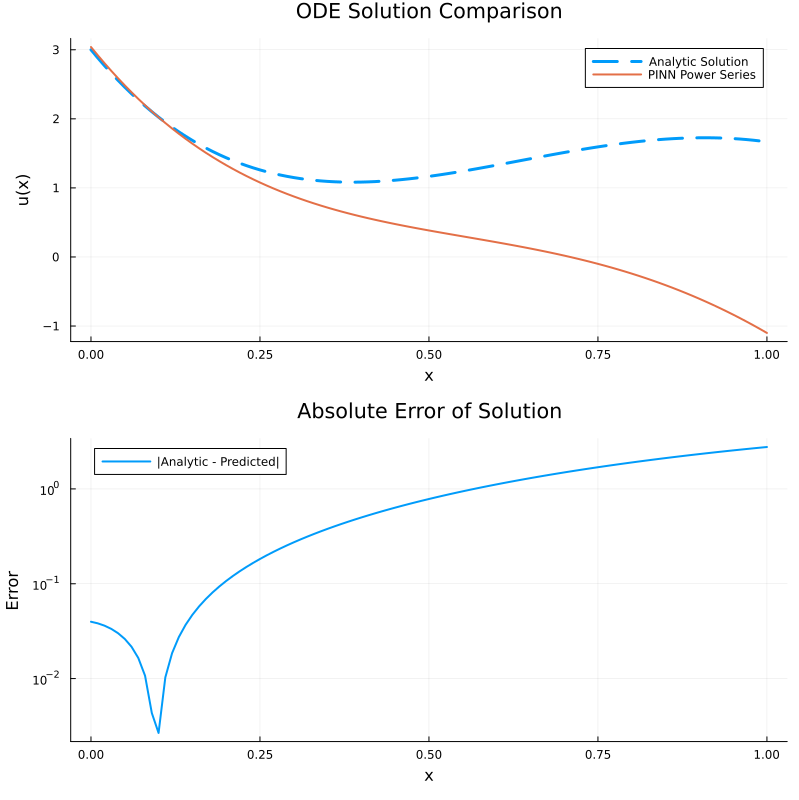 ODE Solution Comparison
Analytic Solution
PINN Power Series
u(x)
3
2
1
0
−1
0.00 0.25 0.50 0.75 1.00
x
Absolute Error of Solution
|Analytic - Predicted|
Error
10⁰
10⁻¹
10⁻²
0.00 0.25 0.50 0.75 1.00
x